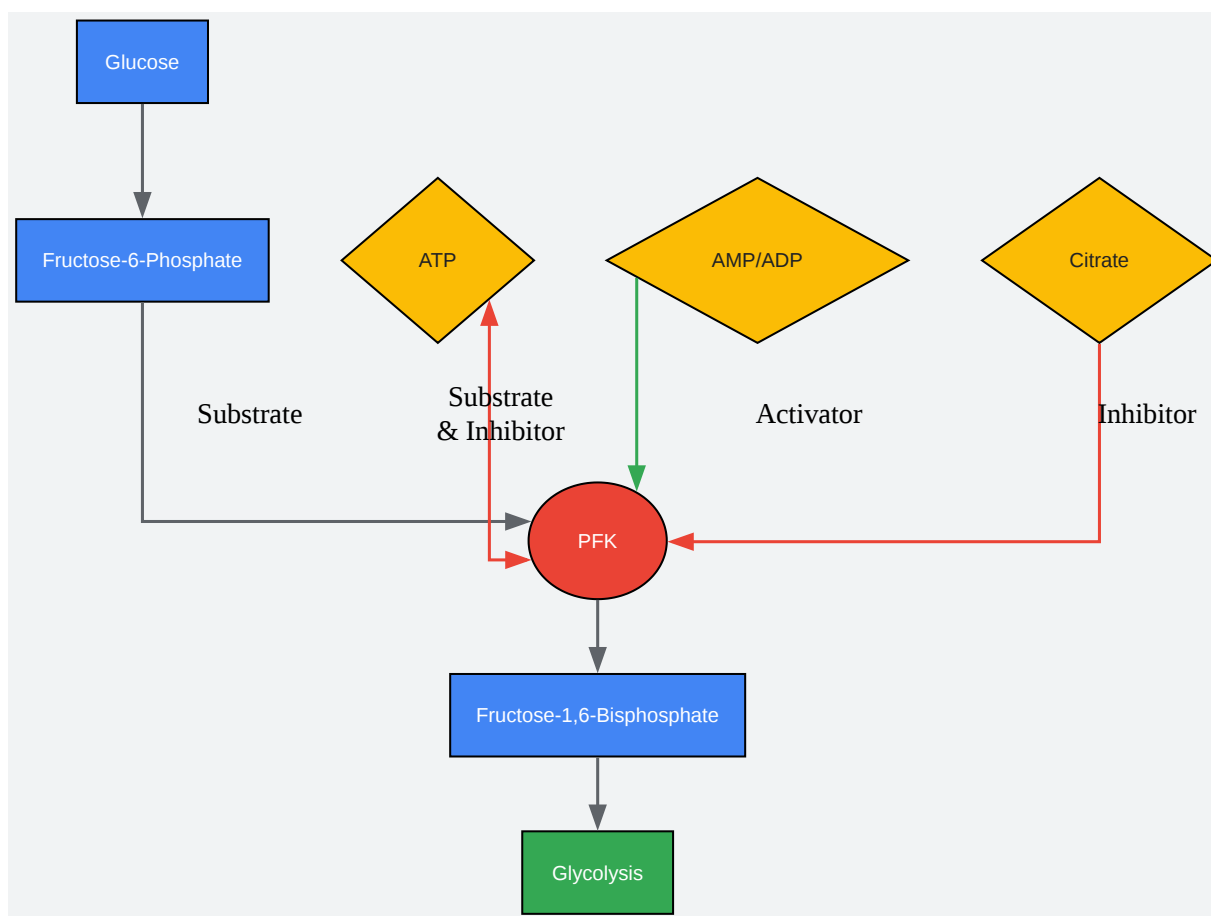 Glucose
Fructose-6-Phosphate
ATP
AMP/ADP
Citrate
Substrate
Substrate
& Inhibitor
Activator
Inhibitor
PFK
Fructose-1,6-Bisphosphate
Glycolysis